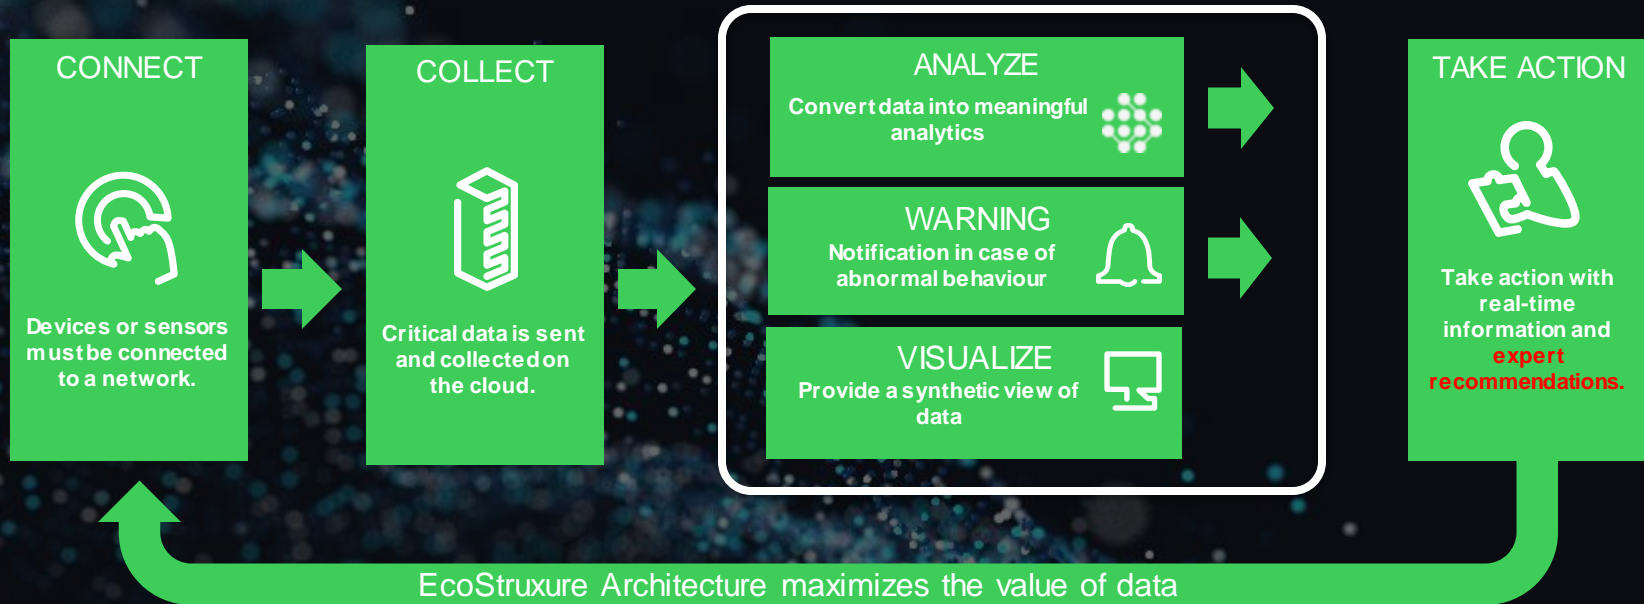 CONNECT
Devices or sensors
must be connected
to a network.
COLLECT
Critical data is sent
and collected on
the cloud.
ANALYZE
Convert data into meaningful
analytics
WARNING
Notification in case of
abnormal behaviour
VISUALIZE
Provide a synthetic view of
data
TAKE ACTION
Take action with
real-time
information and
expert
recommendations.
EcoStruxure Architecture maximizes the value of data